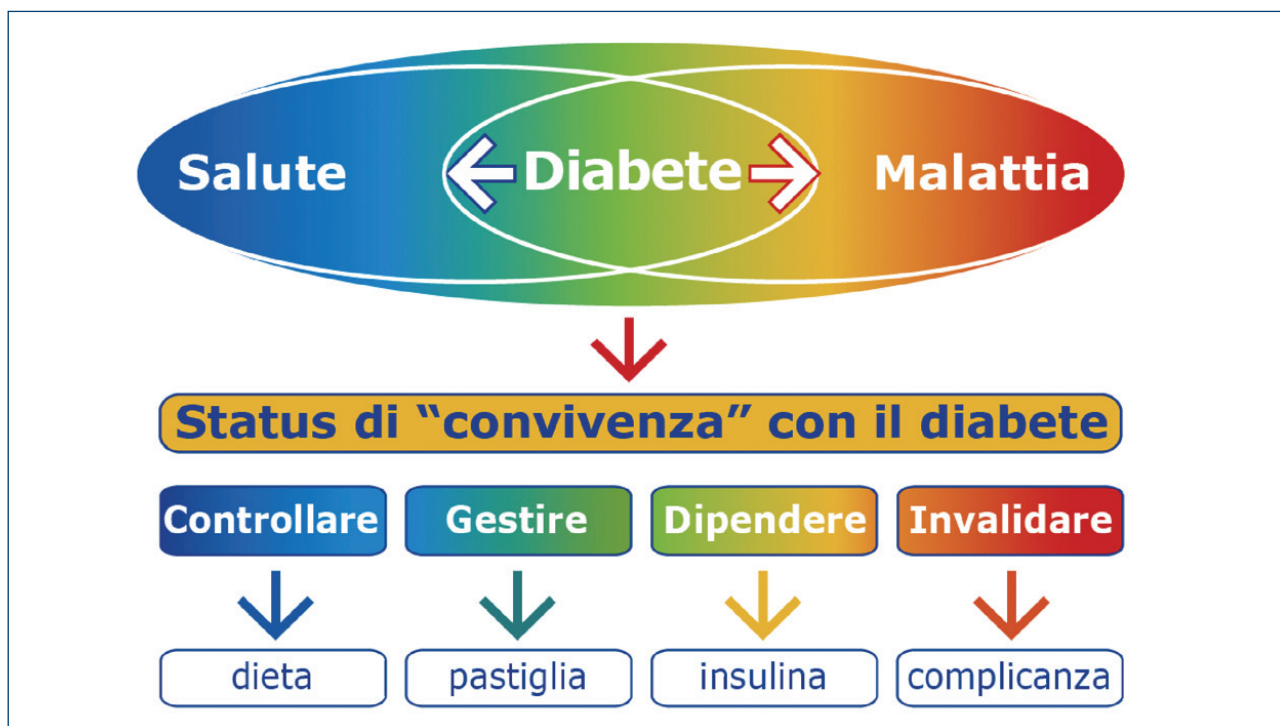 Salute Diabete Malattia
Status di “convivenza” con il diabete
Controllare Gestire Dipendere Invalidare
dieta pastiglia insulina complicanza